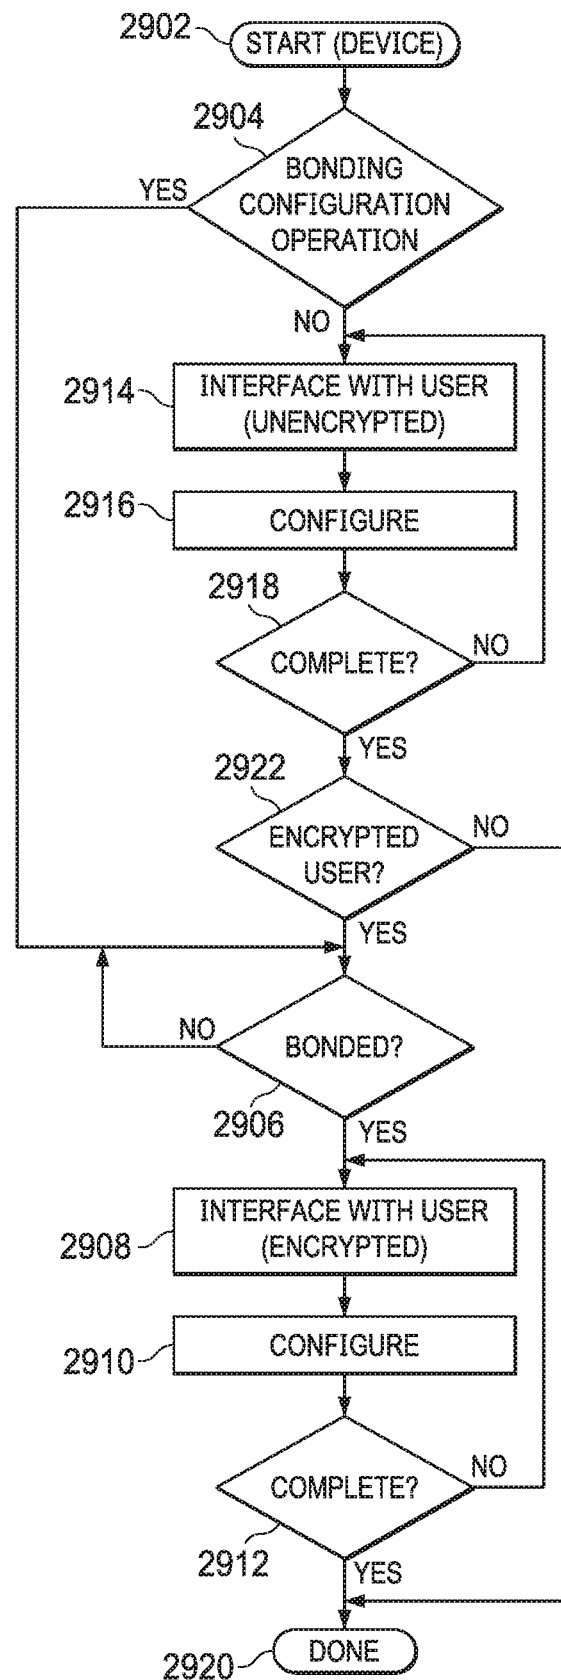 2902
START (DEVICE)
2904
BONDING
CONFIGURATION
OPERATION
YES
NO
2914
INTERFACE WITH USER
(UNENCRYPTED)
2916
CONFIGURE
2918
COMPLETE?
NO
YES
2922
ENCRYPTED
USER?
NO
YES
NO
BONDED?
2906
YES
2908
INTERFACE WITH USER
(ENCRYPTED)
2910
CONFIGURE
COMPLETE?
NO
2912
YES
2920
DONE